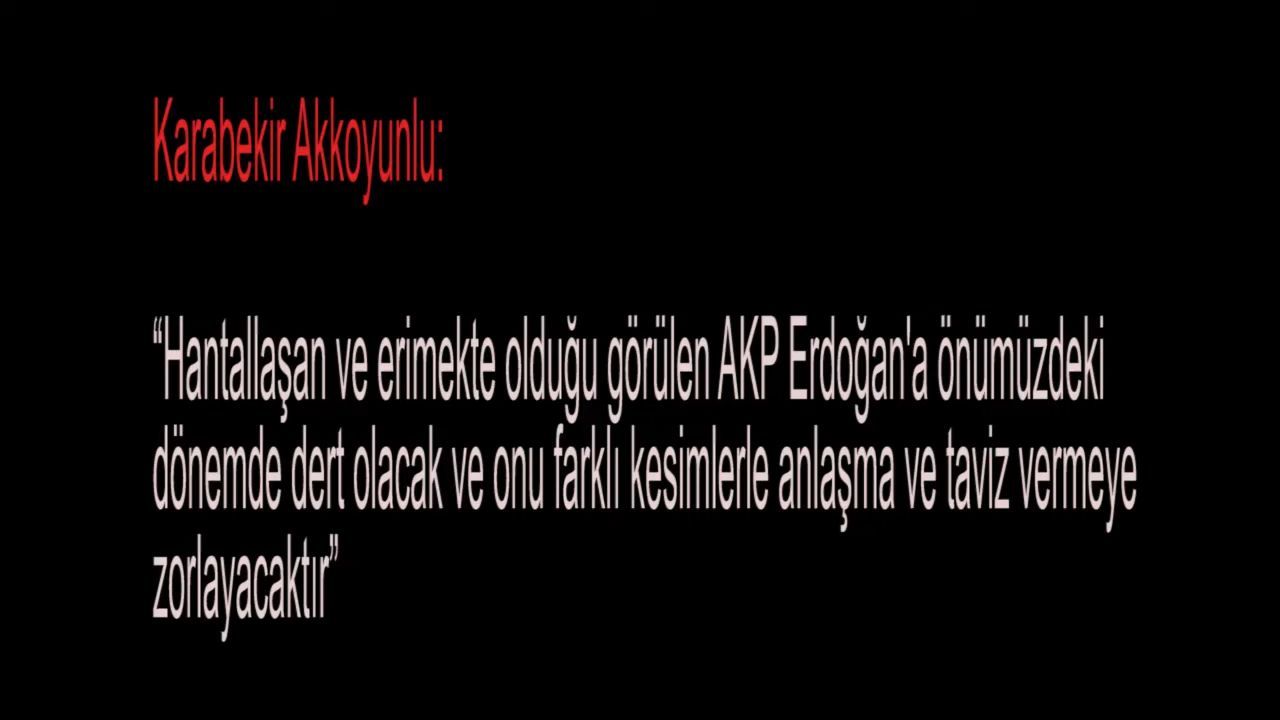 Karabekir Akkoyunlu:
“Hantallaşan ve erimekte olduğu görülen AKP Erdoğan'a önümüzdeki
dönemde dert olacak ve onu farklı kesimlerle anlaşma ve taviz vermeye
zorlayacaktır”